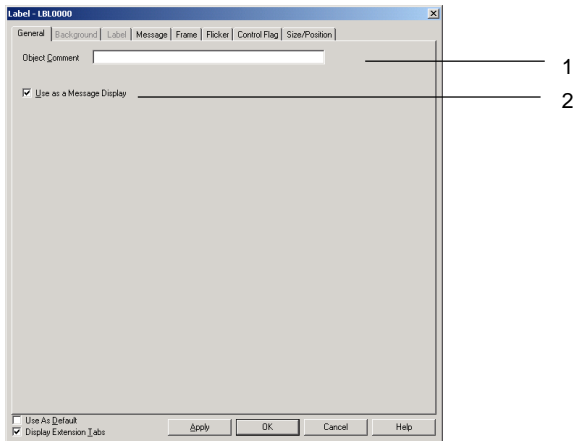 Label - LBL0000
General Background Label Message Frame Flicker Control Flag Size/Position
Object Comment
1
Use as a Message Display
2
Use As Default
Display Extension Tabs
Apply OK Cancel Help